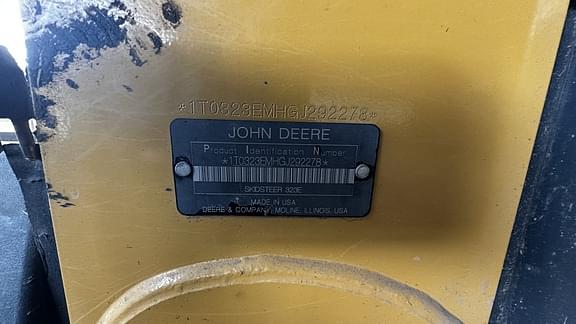 *1T0323EMHGJ292278*
JOHN DEERE
Product Identification Number
*1T0323EMHGJ292278*
SKIDSTEER 323E
MADE IN USA
DEERE & COMPANY, MOLINE, ILLINOIS, USA